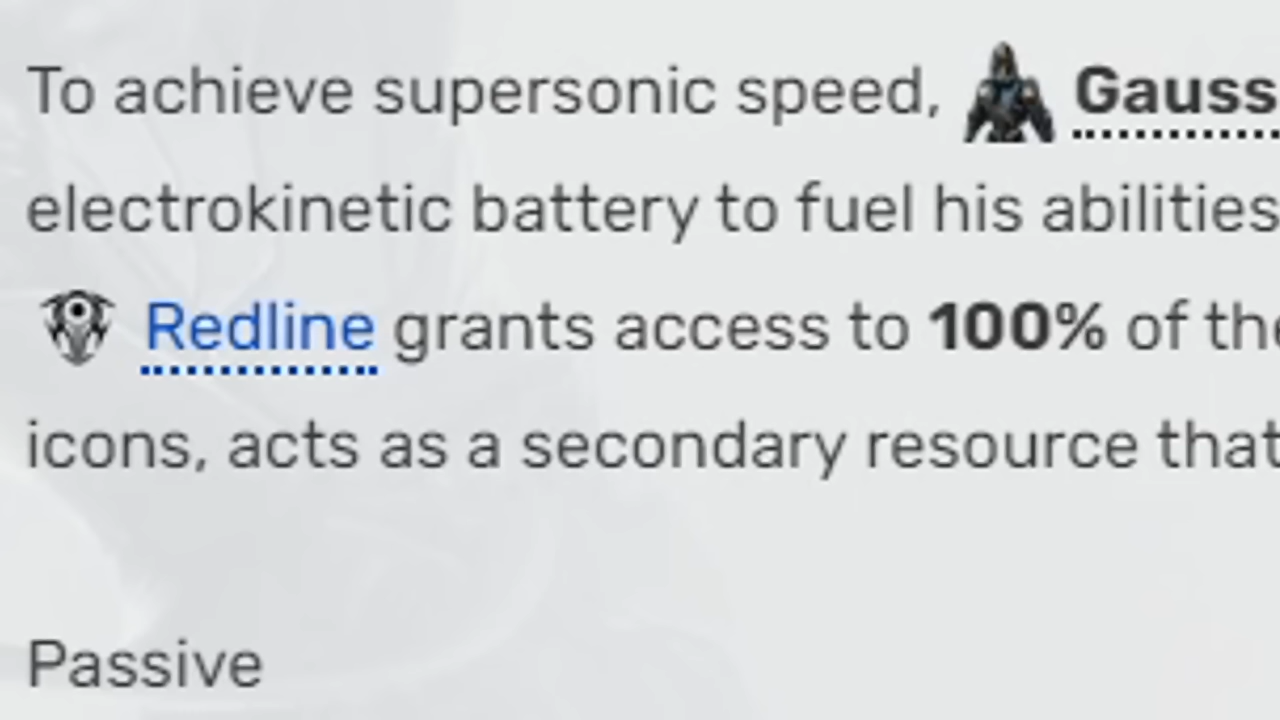 To achieve supersonic speed, Gauss
electrokinetic battery to fuel his abilities
Redline grants access to 100% of the
icons, acts as a secondary resource that
Passive